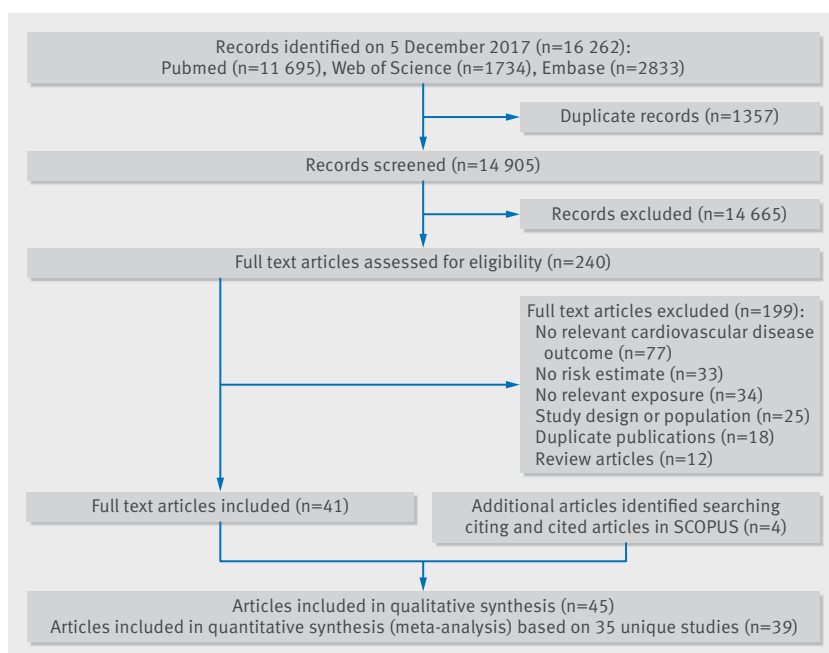 Records identified on 5 December 2017 (n=16 262):
Pubmed (n=11 695), Web of Science (n=1734), Embase (n=2833)
Duplicate records (n=1357)
Records screened (n=14 905)
Records excluded (n=14 665)
Full text articles assessed for eligibility (n=240)
Full text articles excluded (n=199):
No relevant cardiovascular disease
outcome (n=77)
No risk estimate (n=33)
No relevant exposure (n=34)
Study design or population (n=25)
Duplicate publications (n=18)
Review articles (n=12)
Full text articles included (n=41)
Additional articles identified searching
citing and cited articles in SCOPUS (n=4)
Articles included in qualitative synthesis (n=45)
Articles included in quantitative synthesis (meta-analysis) based on 35 unique studies (n=39)